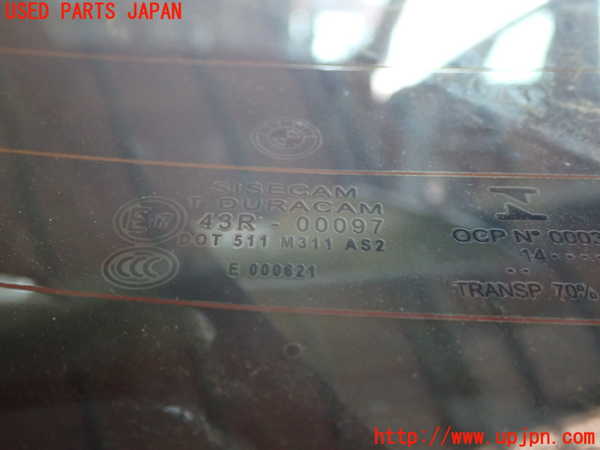 USED PARTS JAPAN
SISECAM
T DURACAM
43R - 00097
DOT 511 M311 AS2
E 000621
OCP N° 0003
14
TRANSP 70%
http://www.upjpn.com/